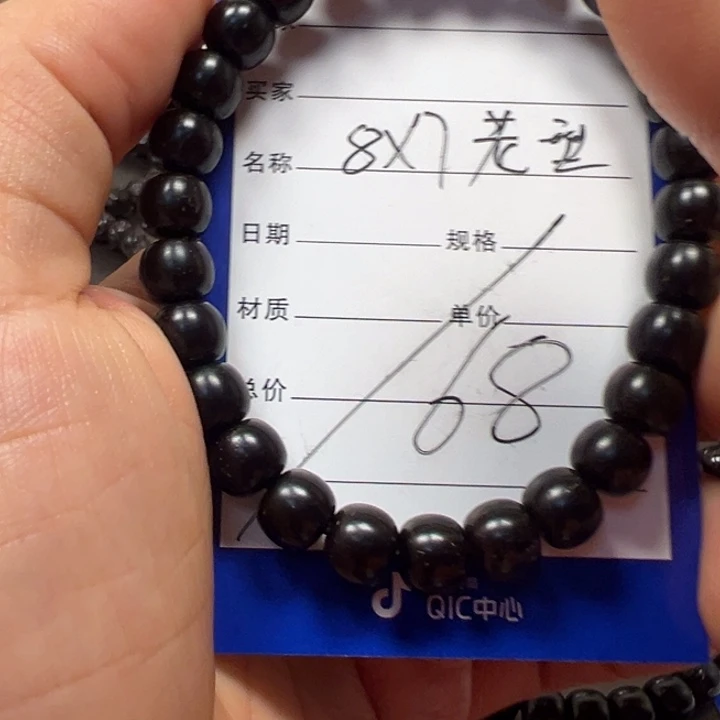 买家
名称 8X7 老型
日期 规格
材质 单价
总价 68
QIC中心